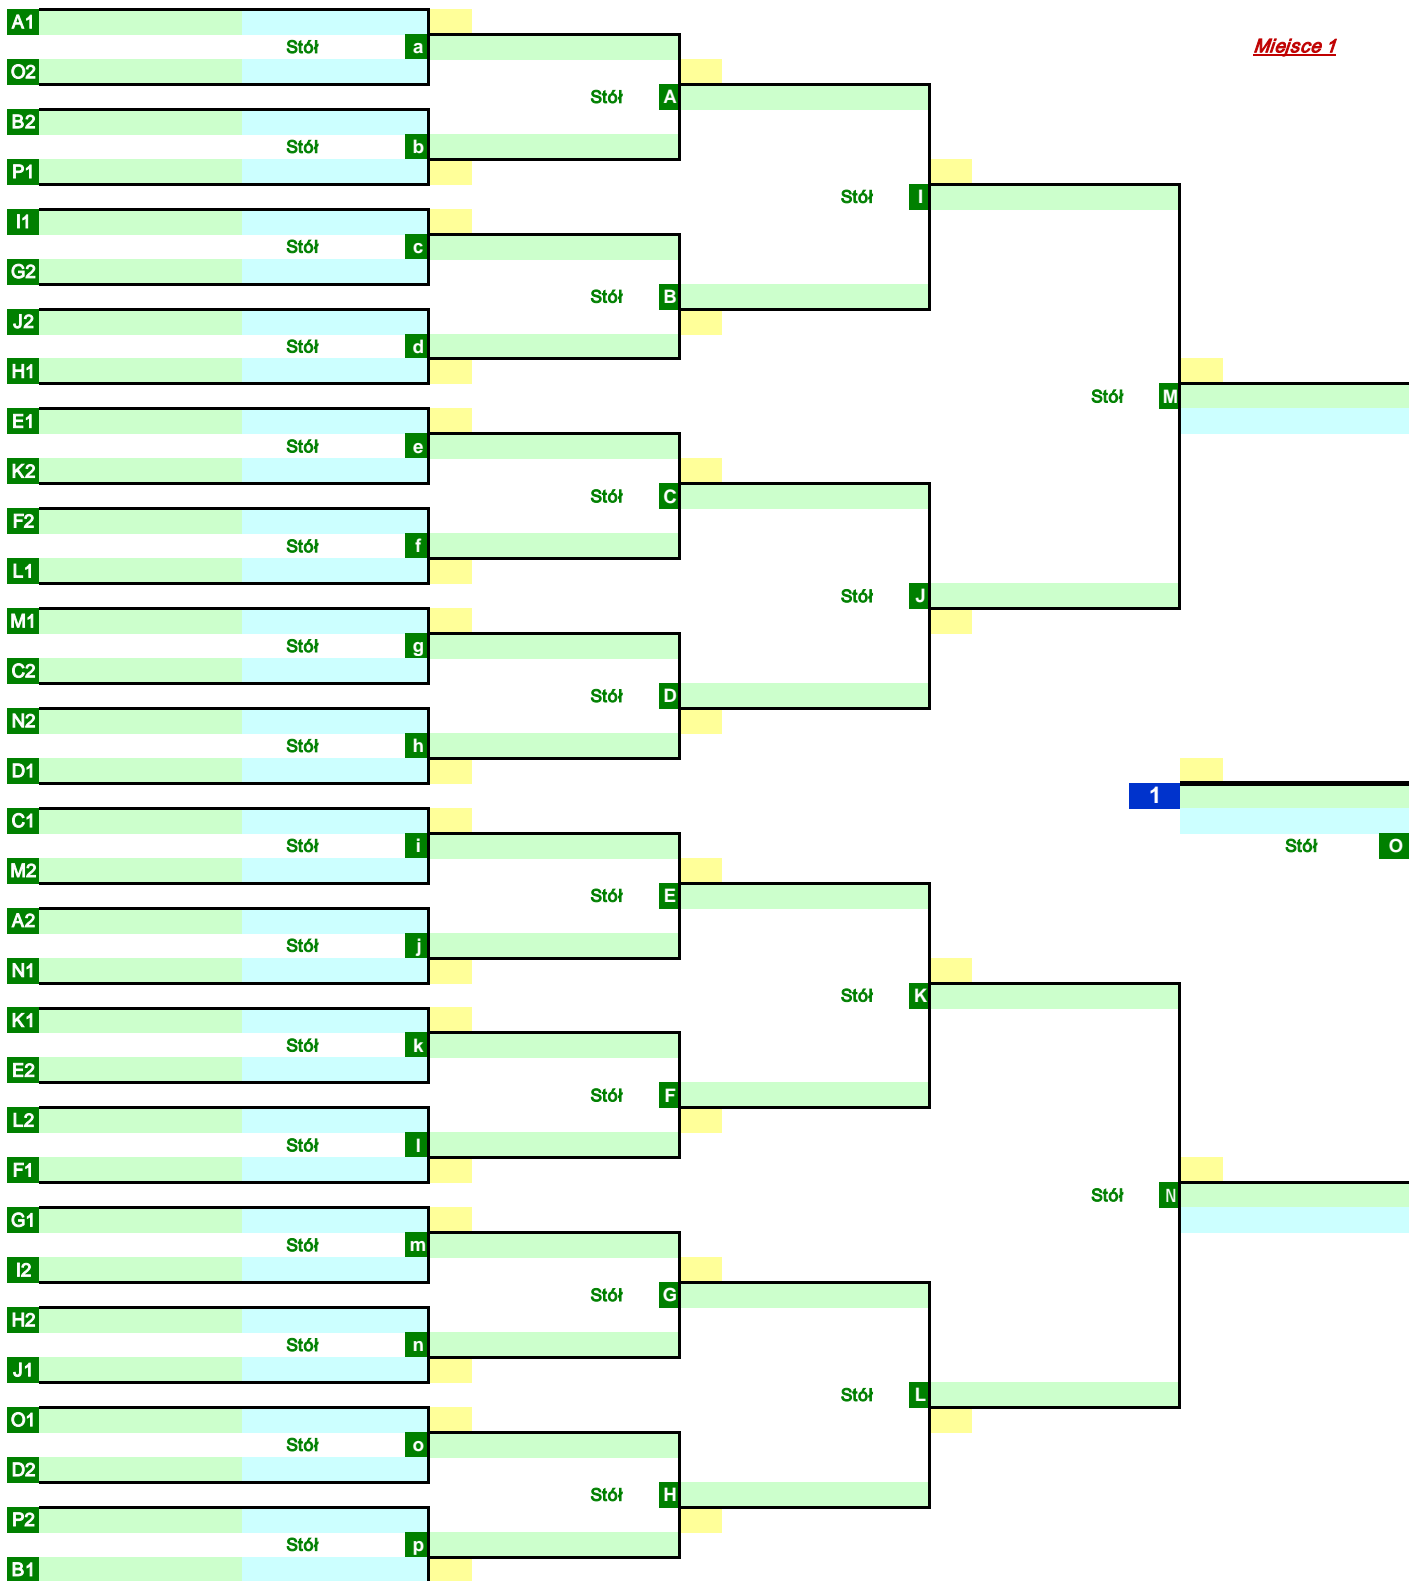 A1
Stół a
Miejsce 1
O2
Stół A
B2
Stół b
P1
Stół I
I1
Stół c
G2
Stół B
J2
Stół d
H1
Stół M
E1
Stół e
K2
Stół C
F2
Stół f
L1
Stół J
M1
Stół g
C2
Stół D
N2
Stół h
D1
1
C1
Stół i
Stół O
M2
Stół E
A2
Stół j
N1
Stół K
K1
Stół k
E2
Stół F
L2
Stół l
F1
Stół N
G1
Stół m
I2
Stół G
H2
Stół n
J1
Stół L
O1
Stół o
D2
Stół H
P2
Stół p
B1